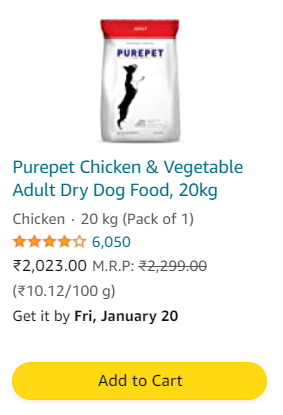 ADULT
PUREPET
Purepet Chicken & Vegetable
Adult Dry Dog Food, 20kg
Chicken · 20 kg (Pack of 1)
6,050
₹2,023.00 M.R.P: ₹2,299.00
(₹10.12/100 g)
Get it by Fri, January 20
Add to Cart